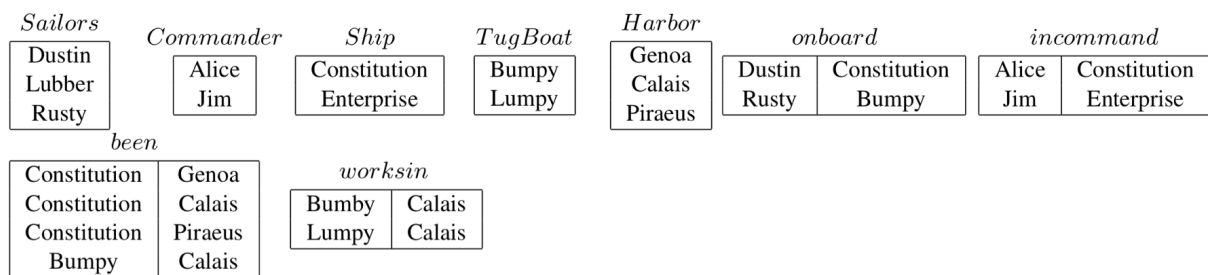 Sailors
Dustin
Lubber
Rusty
Commander
Alice
Jim
Ship
Constitution
Enterprise
TugBoat
Bumpy
Lumpy
Harbor
Genoa
Calais
Piraeus
onboard
Dustin Constitution
Rusty Bumpy
incommand
Alice Constitution
Jim Enterprise
been
Constitution Genoa
Constitution Calais
Constitution Piraeus
Bumpy Calais
worksin
Bumby Calais
Lumpy Calais